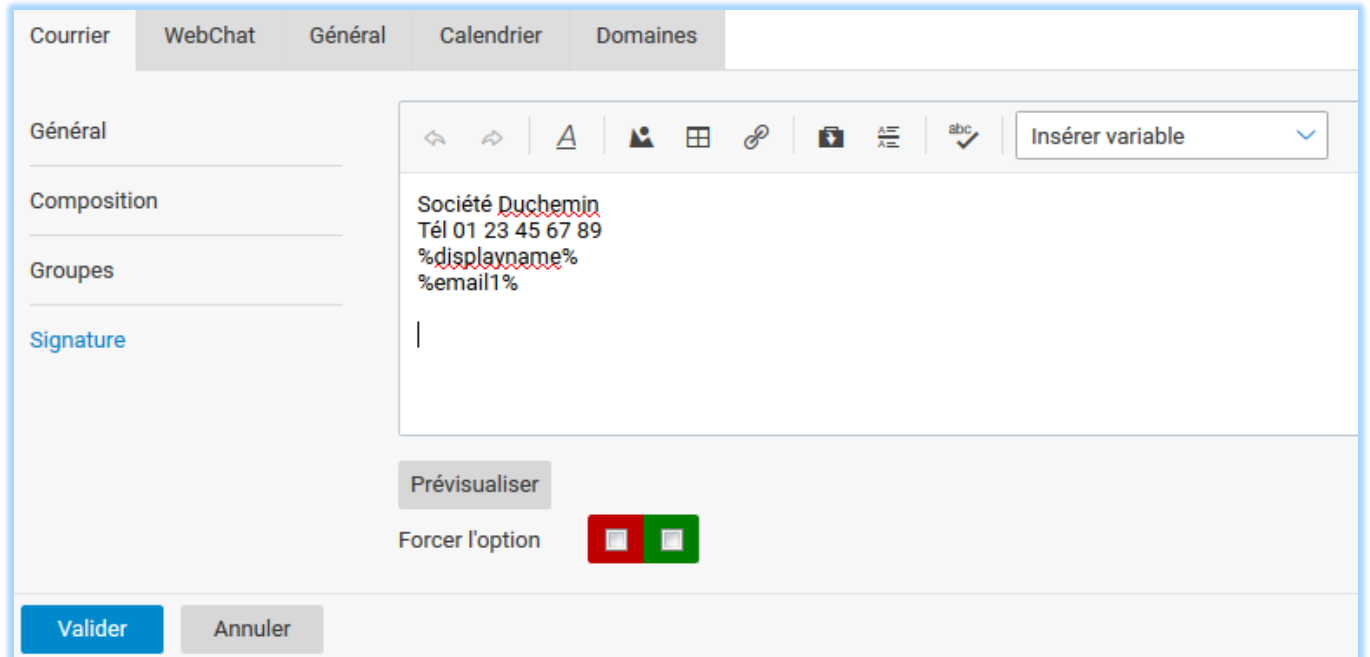 Courrier WebChat Général Calendrier Domaines
Général
Composition
Groupes
Signature
A abc Insérer variable
Société Duchemin
Tél 01 23 45 67 89
%displayname%
%email1%
Prévisualiser
Forcer l'option
Valider Annuler